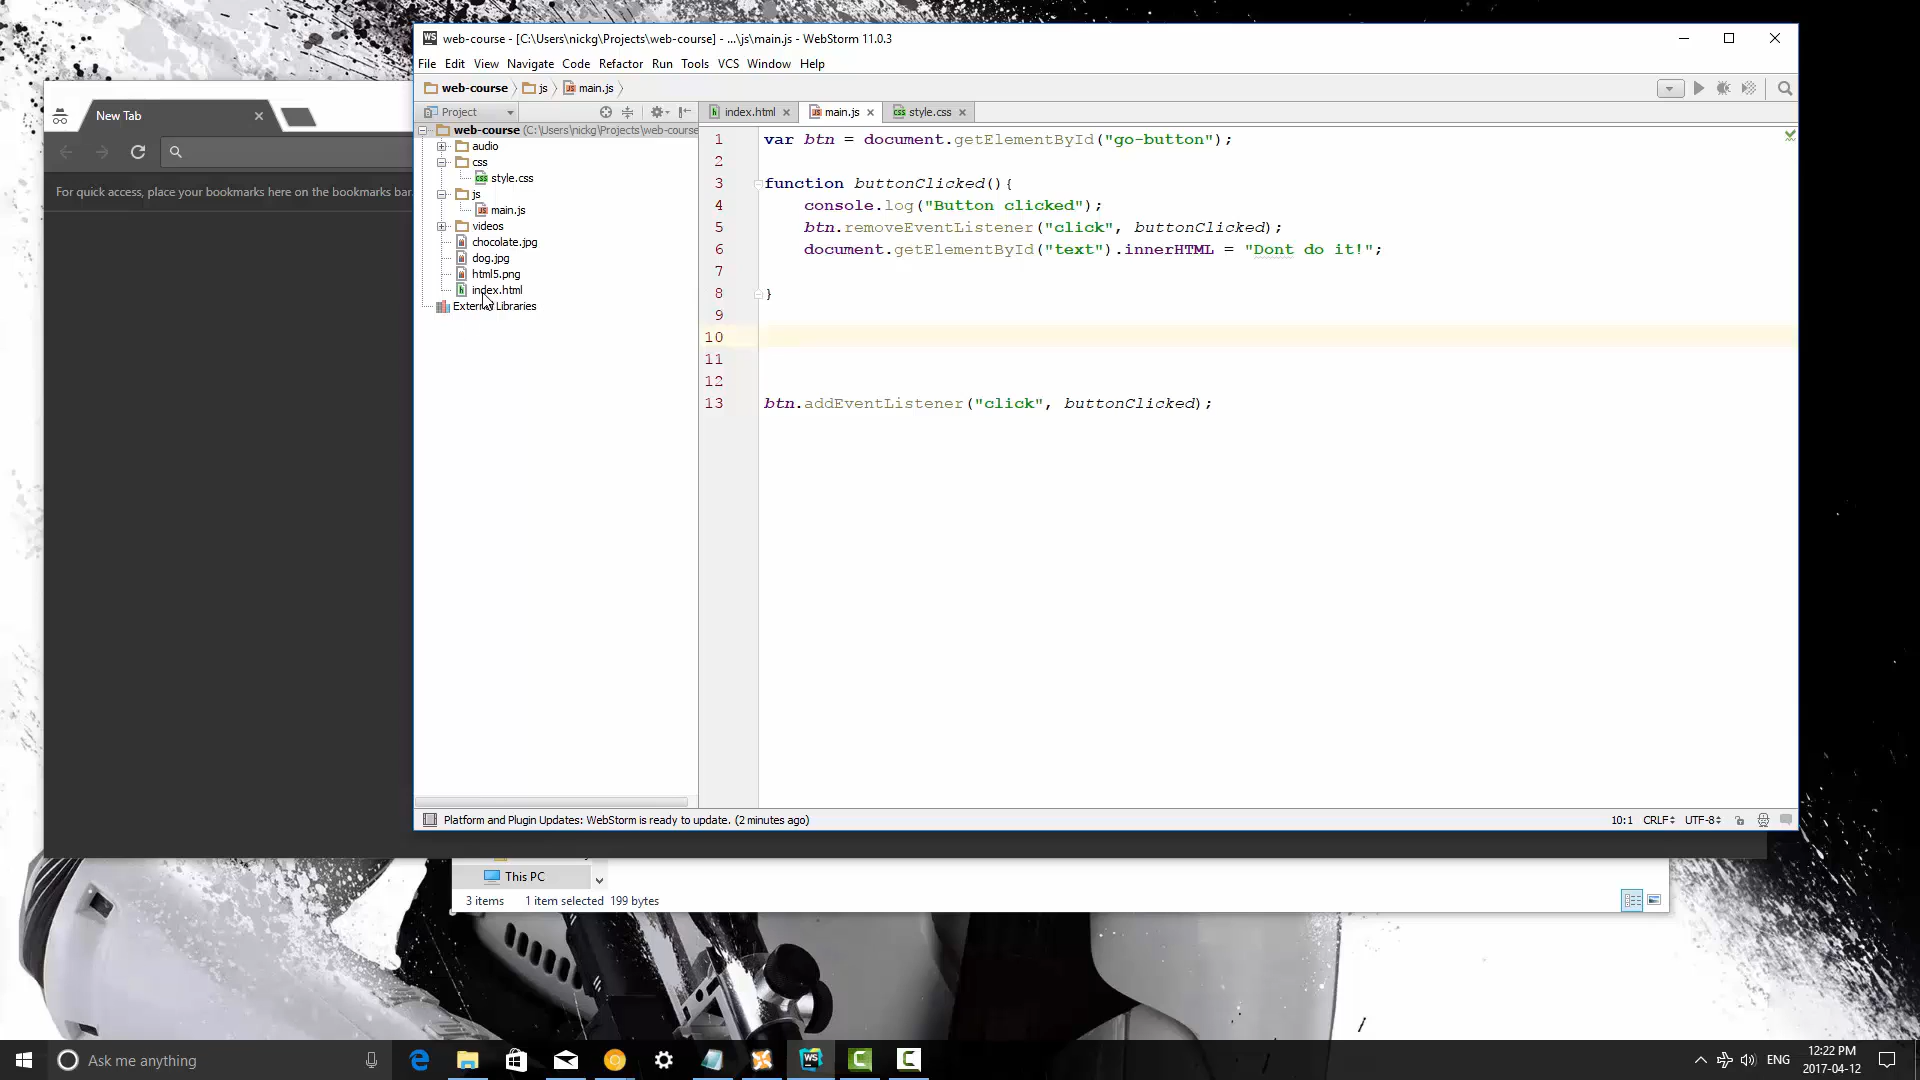 web-course - [C:\Users\nickg\Projects\web-course] - ...\js\main.js - WebStorm 11.0.3
File Edit View Navigate Code Refactor Run Tools VCS Window Help
web-course js main.js
New Tab
For quick access, place your bookmarks here on the bookmarks bar.
Project
web-course (C:\Users\nickg\Projects\web-course
audio
css
style.css
js
main.js
videos
chocolate.jpg
dog.jpg
html5.png
index.html
External Libraries
index.html main.js style.css
1 var btn = document.getElementById("go-button");
2
3 function buttonClicked(){
4 console.log("Button clicked");
5 btn.removeEventListener("click", buttonClicked);
6 document.getElementById("text").innerHTML = "Dont do it!";
7
8 }
9
10
11
12
13 btn.addEventListener("click", buttonClicked);
Platform and Plugin Updates: WebStorm is ready to update. (2 minutes ago)
10:1 CRLF UTF-8
This PC
3 items 1 item selected 199 bytes
Ask me anything
ENG
12:22 PM
2017-04-12